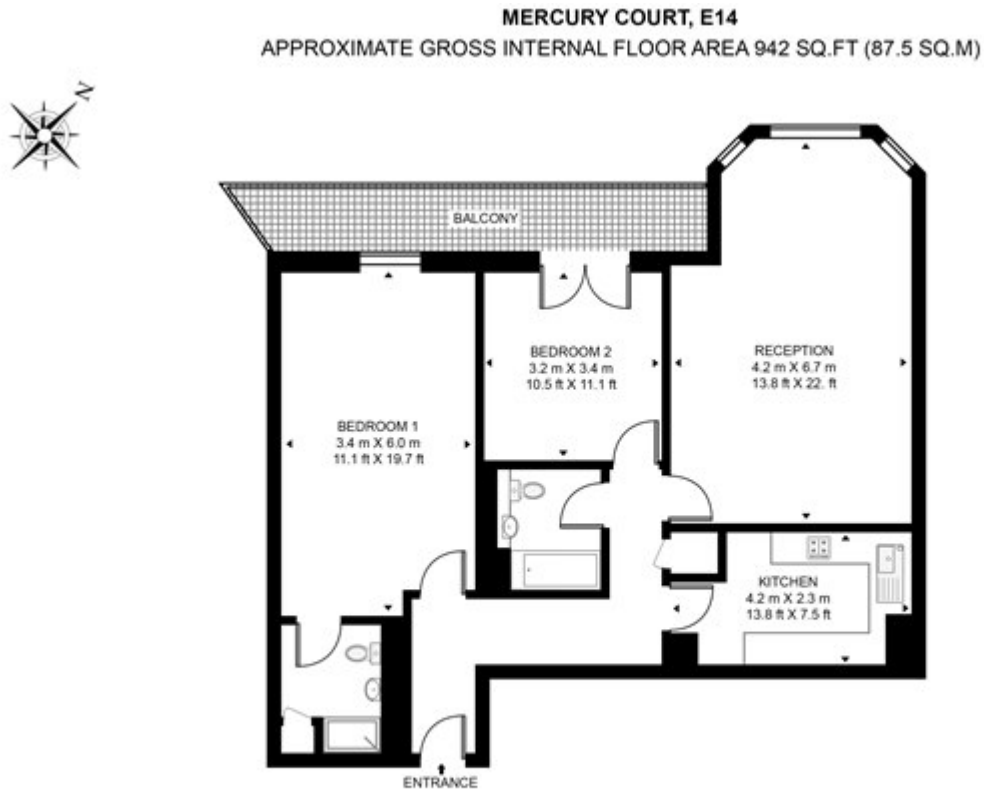 MERCURY COURT, E14
APPROXIMATE GROSS INTERNAL FLOOR AREA 942 SQ.FT (87.5 SQ.M)
N
BALCONY
BEDROOM 2
3.2 m X 3.4 m
10.5 ft X 11.1 ft
RECEPTION
4.2 m X 6.7 m
13.8 ft X 22. ft
BEDROOM 1
3.4 m X 6.0 m
11.1 ft X 19.7 ft
KITCHEN
4.2 m X 2.3 m
13.8 ft X 7.5 ft
ENTRANCE